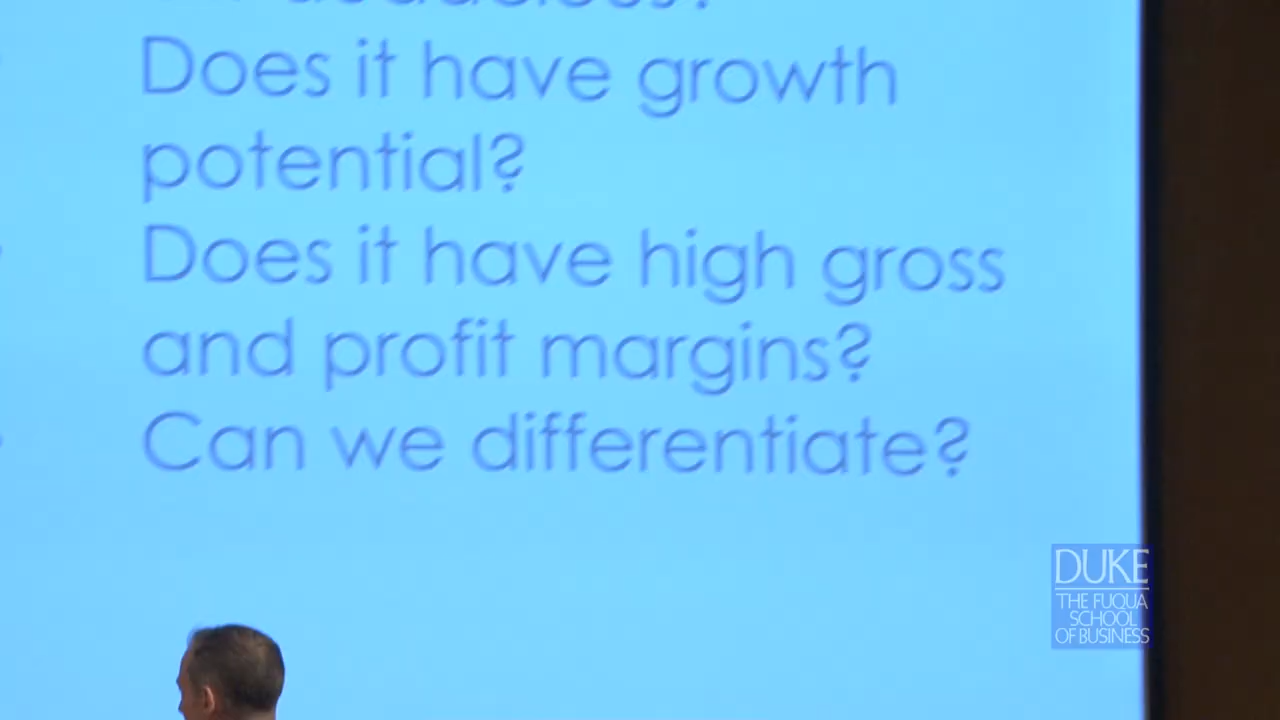 Does it have growth
potential?
Does it have high gross
and profit margins?
Can we differentiate?
DUKE
THE FUQUA
SCHOOL
OF BUSINESS